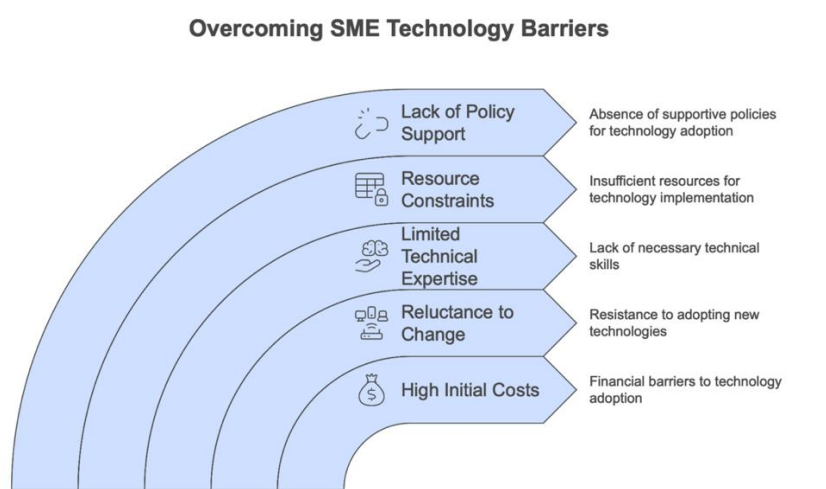 Overcoming SME Technology Barriers
Lack of Policy
Support
Absence of supportive policies
for technology adoption
Resource
Constraints
Insufficient resources for
technology implementation
Limited
Technical
Expertise
Lack of necessary technical
skills
Reluctance to
Change
Resistance to adopting new
technologies
High Initial Costs
Financial barriers to technology
adoption